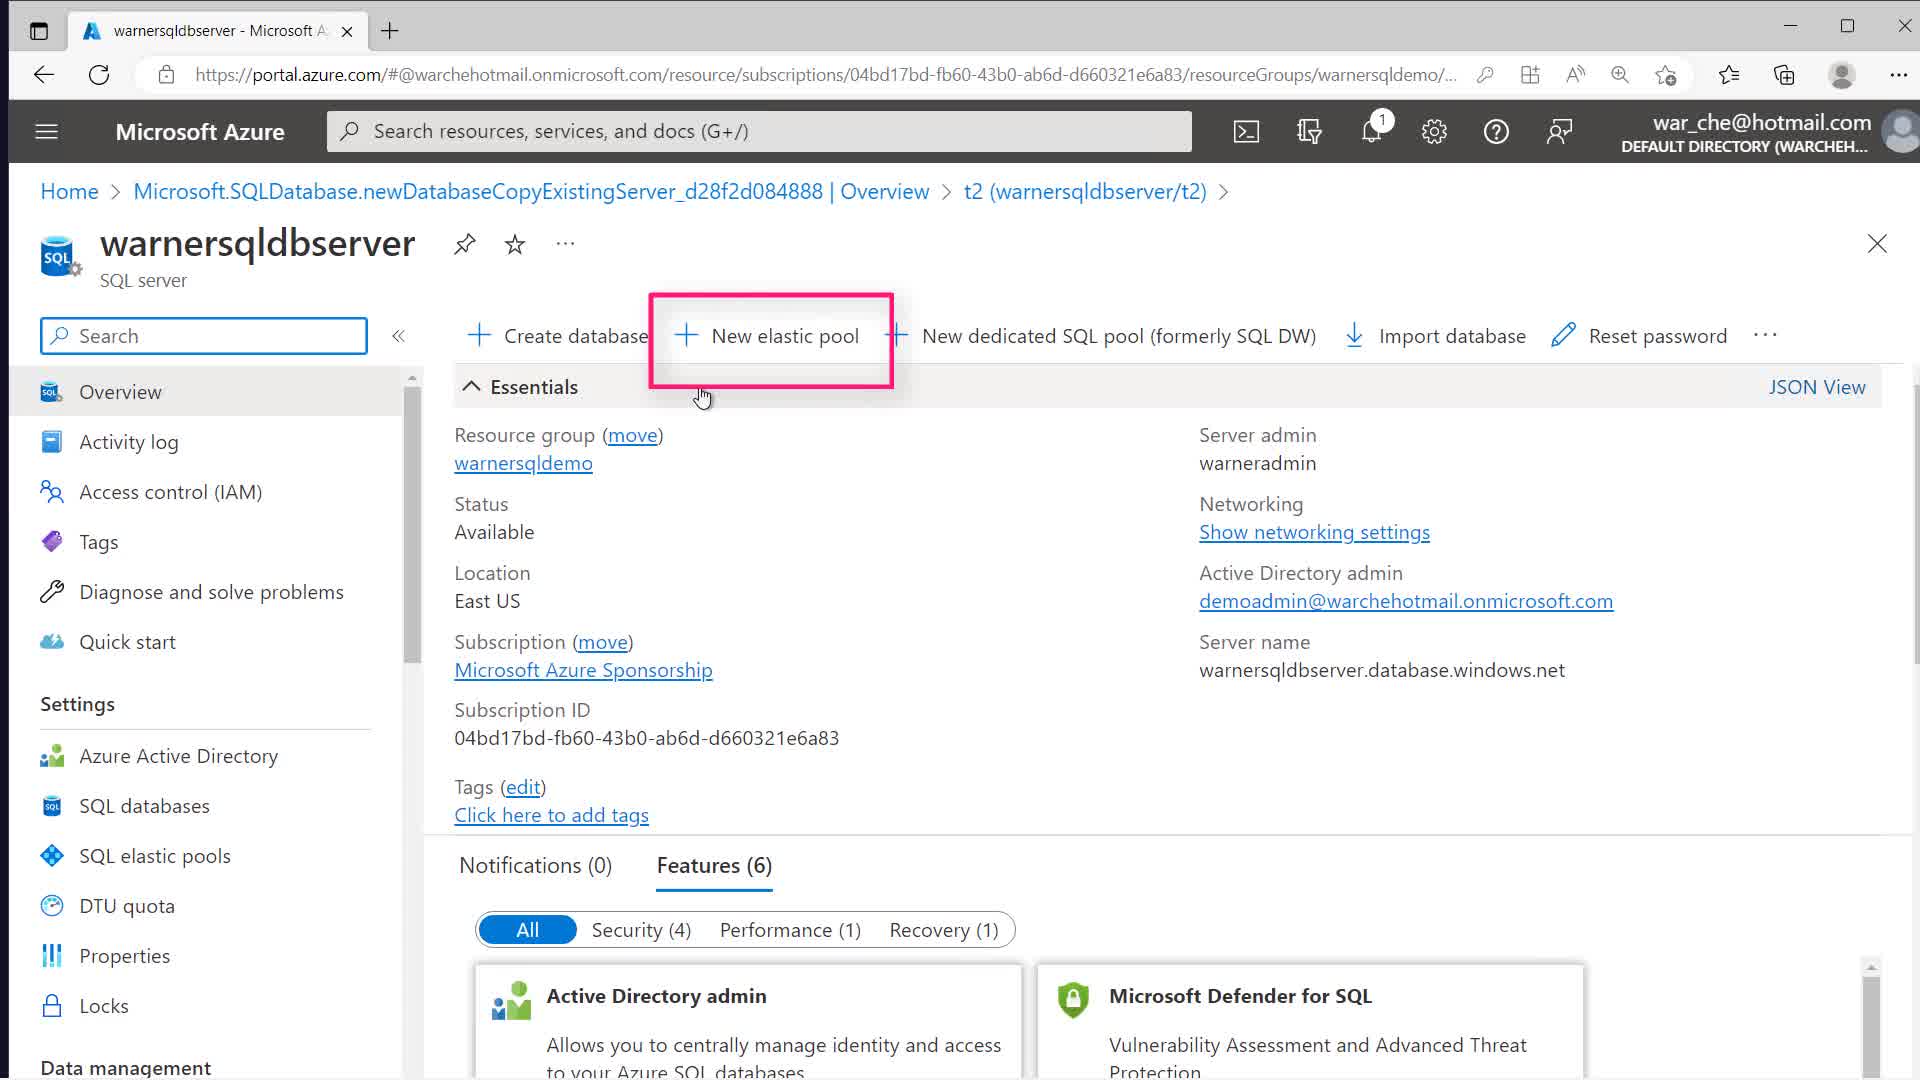 warnersqldbserver - Microsoft A
https://portal.azure.com/#@warchehotmail.onmicrosoft.com/resource/subscriptions/04bd17bd-fb60-43b0-ab6d-d660321e6a83/resourceGroups/warnersqldemo/...
Microsoft Azure
Search resources, services, and docs (G+/)
1
war_che@hotmail.com
DEFAULT DIRECTORY (WARCHEH...
Home > Microsoft.SQLDatabase.newDatabaseCopyExistingServer_d28f2d084888 | Overview > t2 (warnersqldbserver/t2) >
SQL
warnersqldbserver
SQL server
Search
Create database
New elastic pool
New dedicated SQL pool (formerly SQL DW)
Import database
Reset password
Overview
Activity log
Access control (IAM)
Tags
Diagnose and solve problems
Quick start
Settings
Azure Active Directory
SQL databases
SQL elastic pools
DTU quota
Properties
Locks
Data management
Essentials
JSON View
Resource group (move)
warnersqldemo
Status
Available
Location
East US
Subscription (move)
Microsoft Azure Sponsorship
Subscription ID
04bd17bd-fb60-43b0-ab6d-d660321e6a83
Tags (edit)
Click here to add tags
Server admin
warneradmin
Networking
Show networking settings
Active Directory admin
demoadmin@warchehotmail.onmicrosoft.com
Server name
warnersqldbserver.database.windows.net
Notifications (0)
Features (6)
All
Security (4)
Performance (1)
Recovery (1)
Active Directory admin
Allows you to centrally manage identity and access
to your Azure SQL databases
Microsoft Defender for SQL
Vulnerability Assessment and Advanced Threat
Protection